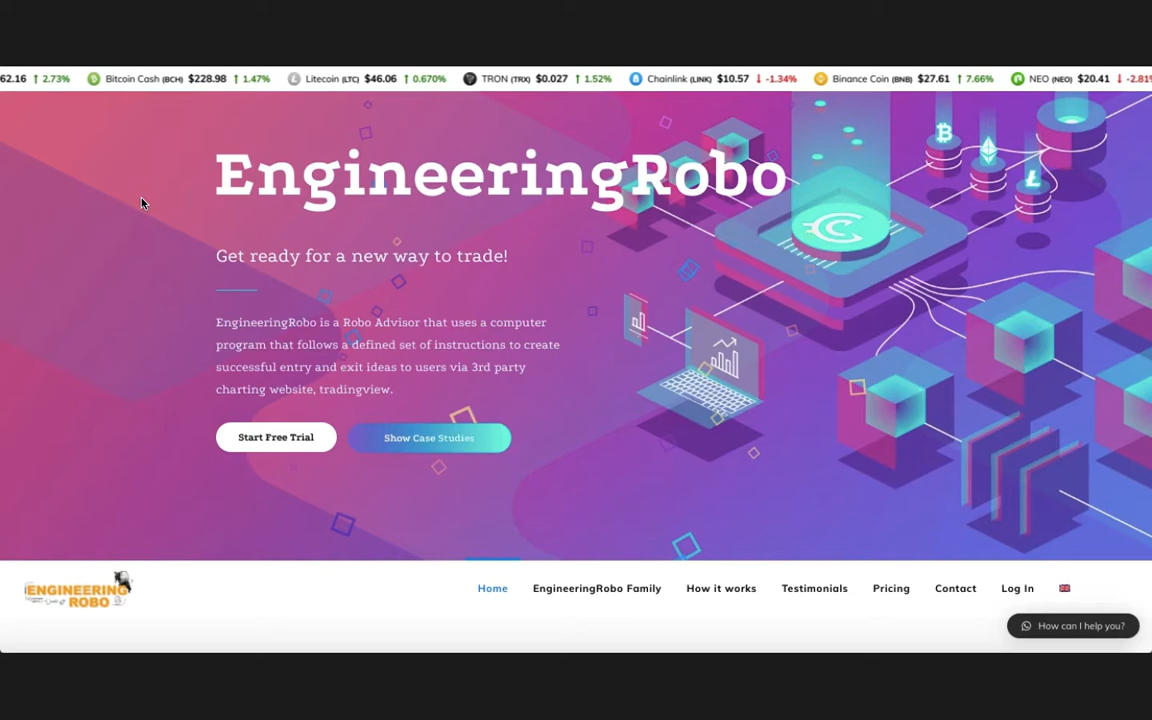 62.16 ↑ 2.73% Bitcoin Cash (BCH) $228.98 ↑ 1.47% Litecoin (LTC) $46.06 ↑ 0.670% TRON (TRX) $0.027 ↑ 1.52% Chainlink (LINK) $10.57 ↓ -1.34% Binance Coin (BNB) $27.61 ↑ 7.66% NEO (NEO) $20.41 ↓ -2.81%
EngineeringRobo
Get ready for a new way to trade!
EngineeringRobo is a Robo Advisor that uses a computer
program that follows a defined set of instructions to create
successful entry and exit ideas to users via 3rd party
charting website, tradingview.
Start Free Trial Show Case Studies
ENGINEERING
ROBO
Home EngineeringRobo Family How it works Testimonials Pricing Contact Log In
How can I help you?